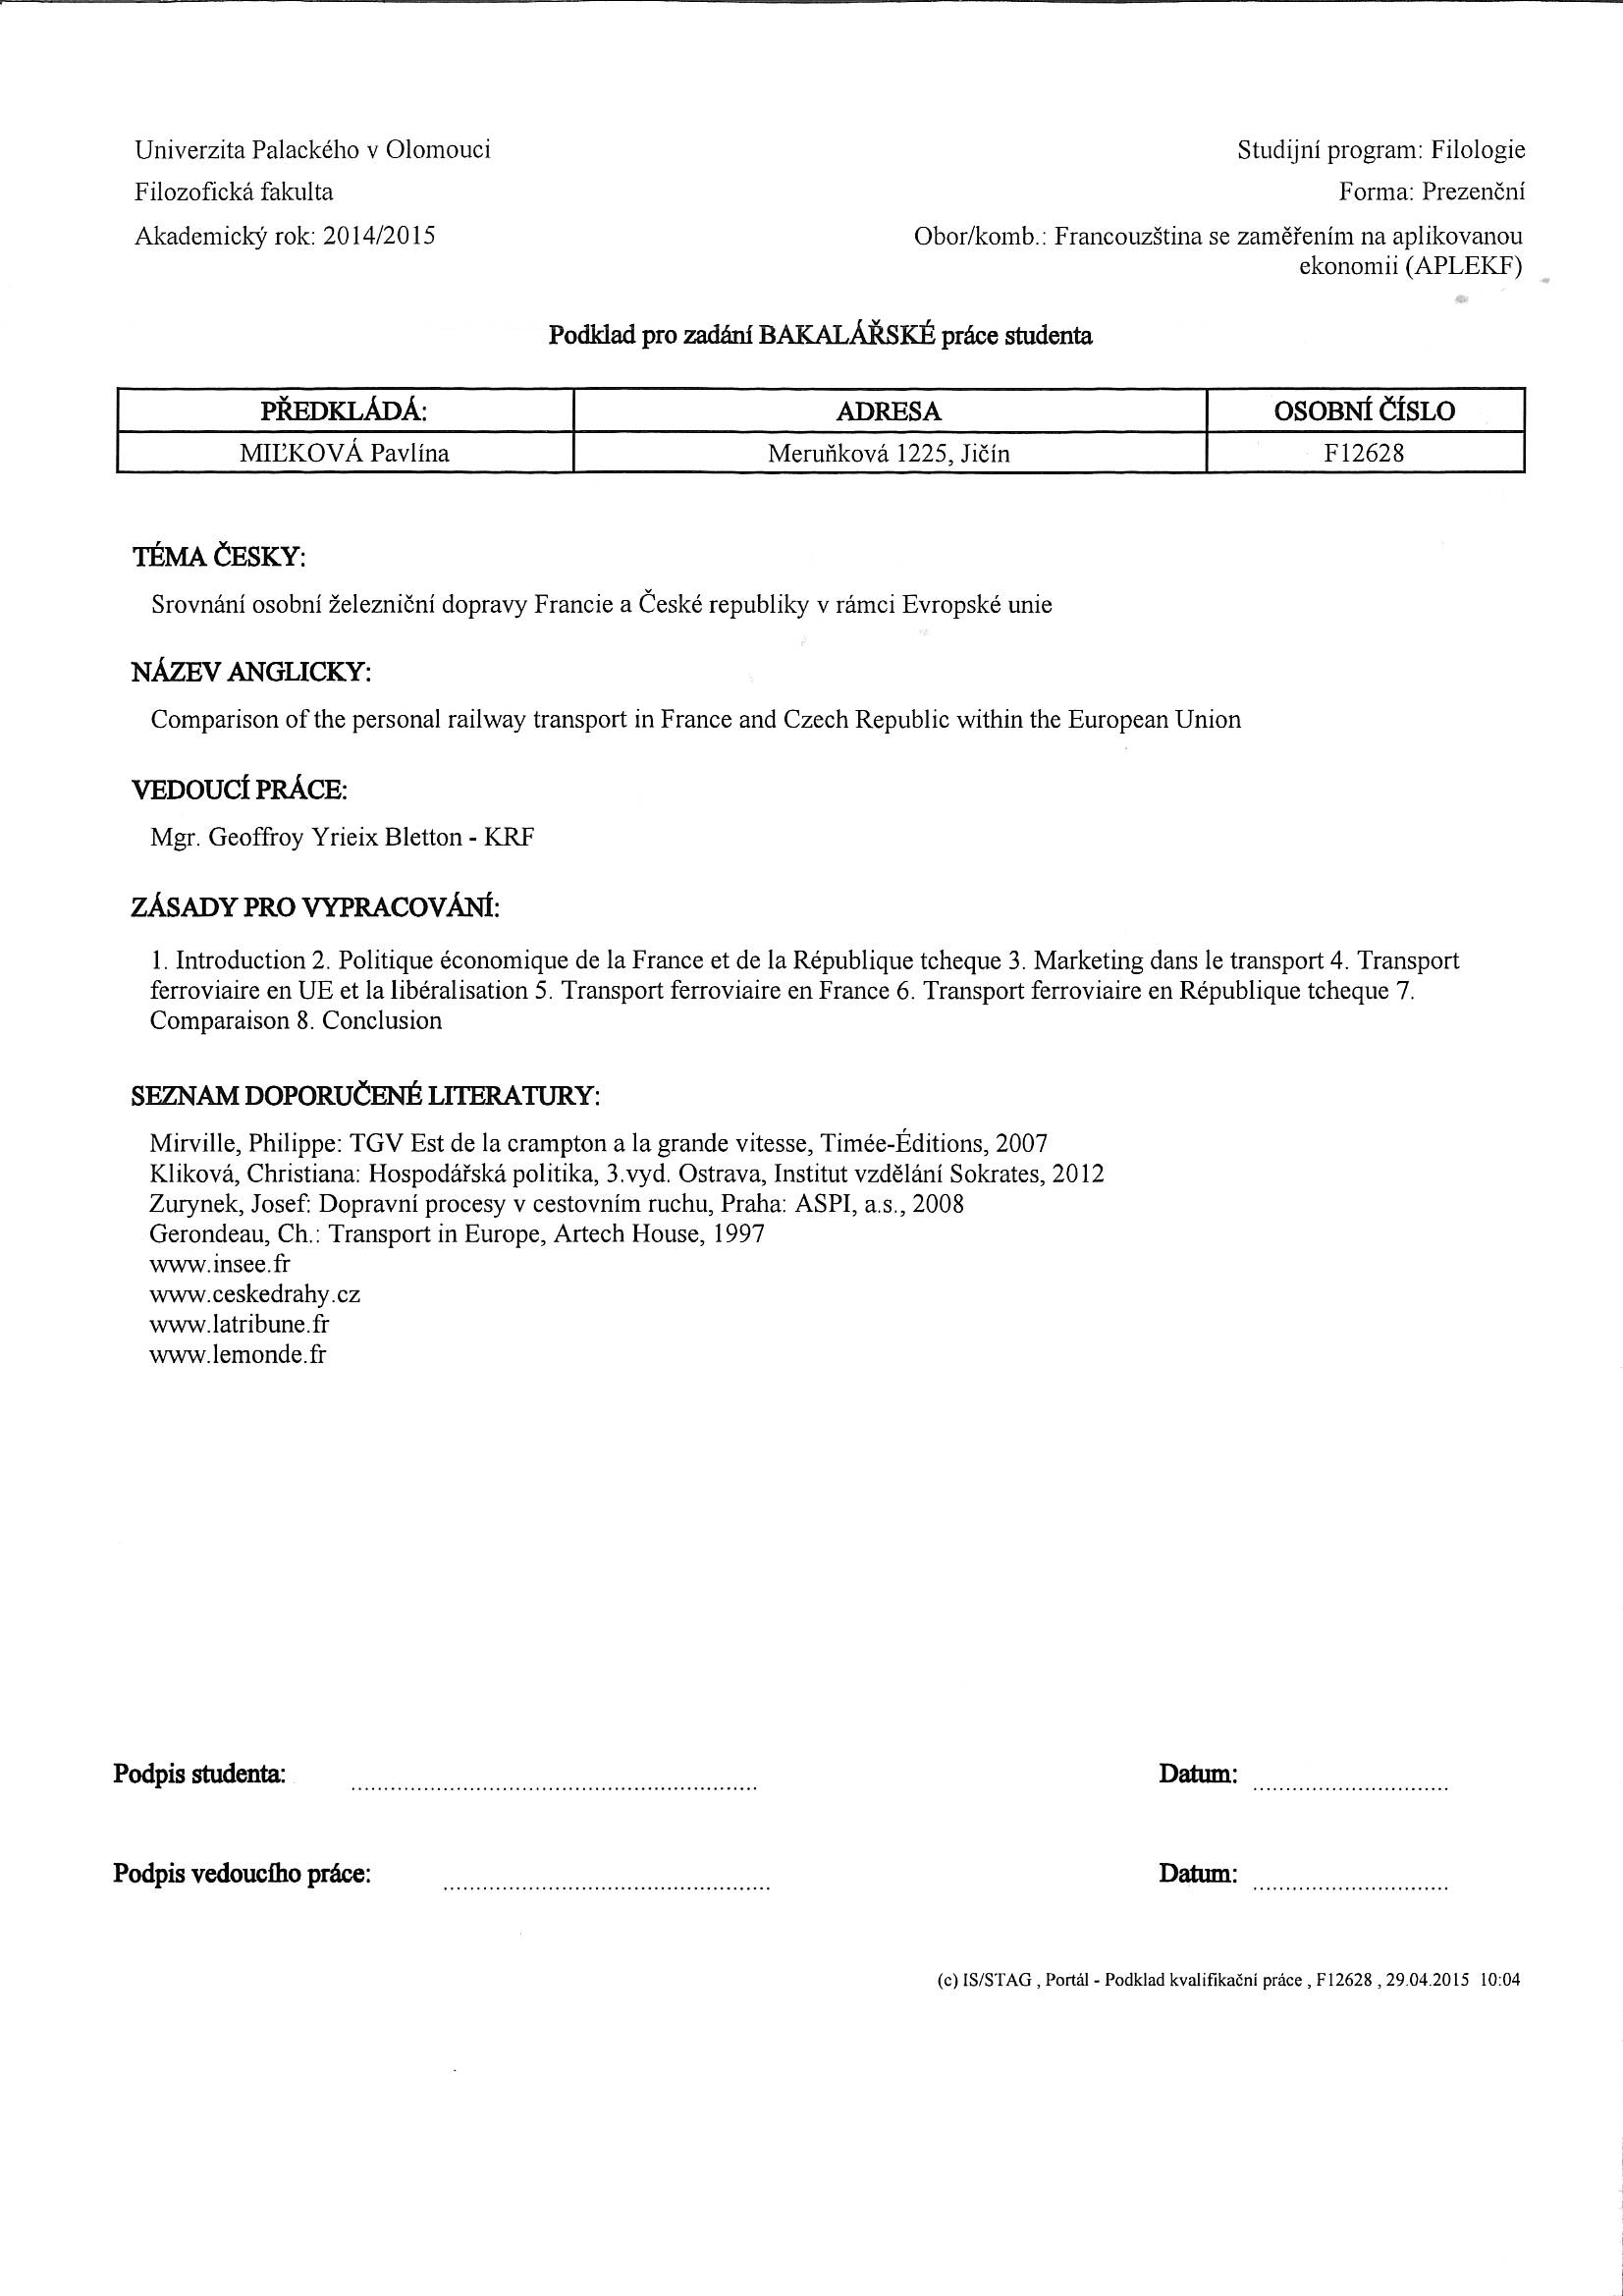 Univerzita Palackého v Olomouci
Filozofická fakulta
Akademický rok: 2014/2015
Studijní program: Filologie
Forma: Prezenční
Obor/komb.: Francouzština se zaměřením na aplikovanou
ekonomii (APLEKF)
Podklad pro zadání BAKALÁŘSKÉ práce studenta
PŘEDKLÁDÁ: ADRESA OSOBNÍ ČÍSLO
MIĽKOVÁ Pavlína Meruňková 1225, Jičín F12628
TÉMA ČESKY:
Srovnání osobní železniční dopravy Francie a České republiky v rámci Evropské unie
NÁZEV ANGLICKY:
Comparison of the personal railway transport in France and Czech Republic within the European Union
VEDOUCÍ PRÁCE:
Mgr. Geoffroy Yrieix Bletton - KRF
ZÁSADY PRO VYPRACOVÁNÍ:
1. Introduction 2. Politique économique de la France et de la République tcheque 3. Marketing dans le transport 4. Transport
ferroviaire en UE et la libéralisation 5. Transport ferroviaire en France 6. Transport ferroviaire en République tcheque 7.
Comparaison 8. Conclusion
SEZNAM DOPORUČENÉ LITERATURY:
Mirville, Philippe: TGV Est de la crampton a la grande vitesse, Timée-Éditions, 2007
Kliková, Christiana: Hospodářská politika, 3.vyd. Ostrava, Institut vzdělání Sokrates, 2012
Zurynek, Josef: Dopravní procesy v cestovním ruchu, Praha: ASPI, a.s., 2008
Gerondeau, Ch.: Transport in Europe, Artech House, 1997
www.insee.fr
www.ceskedrahy.cz
www.latribune.fr
www.lemonde.fr
Podpis studenta: Datum:
Podpis vedoucího práce: Datum:
(c) IS/STAG , Portál - Podklad kvalifikační práce , F12628 , 29.04.2015 10:04